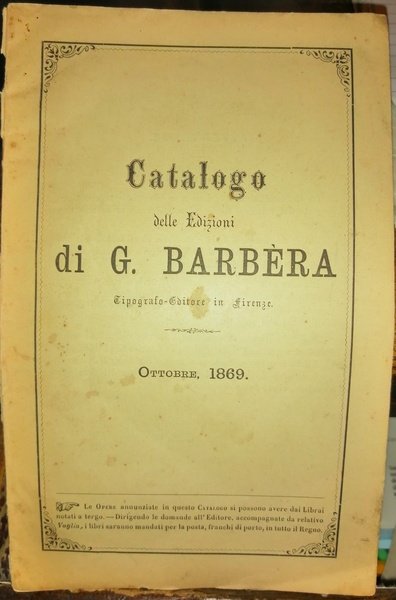 Catalogo
delle Edizioni
di G. BARBÈRA
Tipografo-Editore in Firenze.
OTTOBRE, 1869.
Le OPERE annunziate in questo CATALOGO si possono avere dai Librai
notati a tergo. — Dirigendo le domande all' Editore, accompagnate da relativo
Vaglia, i libri saranno mandati per la posta, franchi di porto, in tutto il Regno.